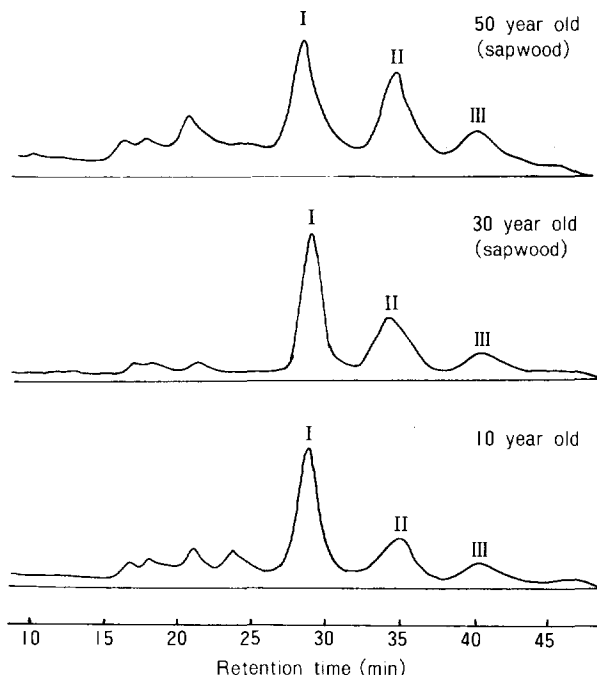 50 year old
(sapwood)
I
II
III
30 year old
(sapwood)
I
II
III
10 year old
I
II
III
10 15 20 25 29 30 35 40 45
Retention time (min)